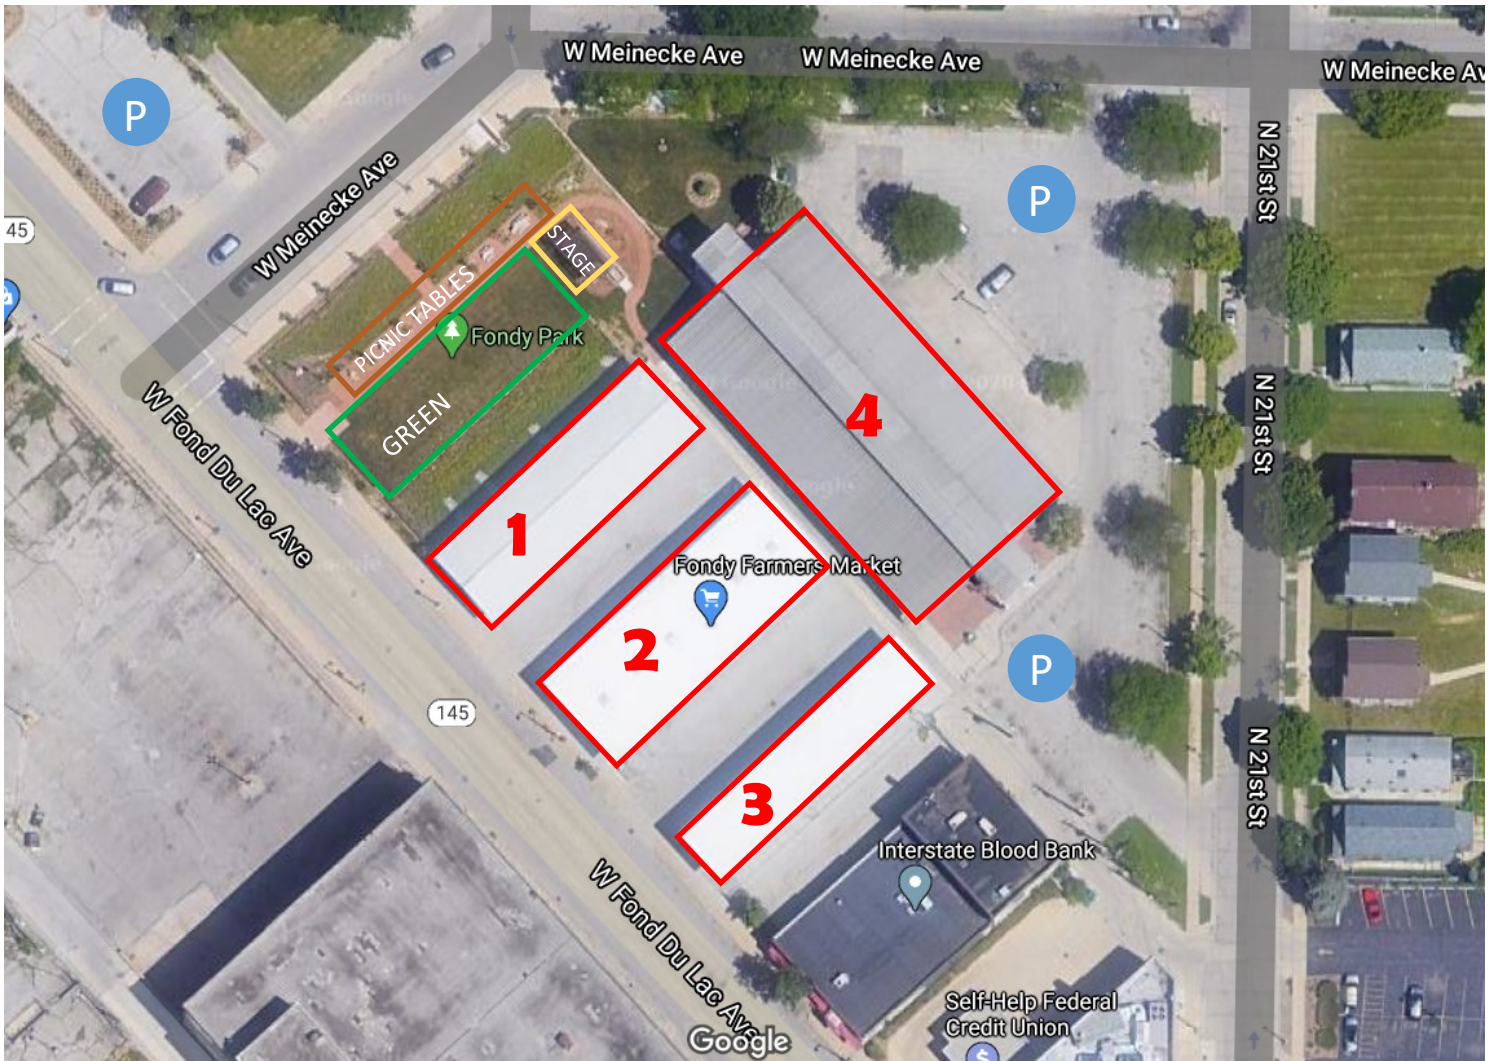 W Meinecke Ave
W Meinecke Ave
W Meinecke Av
P
N 21st St
P
W Meinecke Ave
45
STAGE
PICNIC TABLES
Fondy Park
GREEN
W Fond Du Lac Ave
N 21st St
4
1
Fondy Farmers Market
2
P
145
N 21st St
3
Interstate Blood Bank
W Fond Du Lac Ave
Self-Help Federal
Credit Union
$
Google